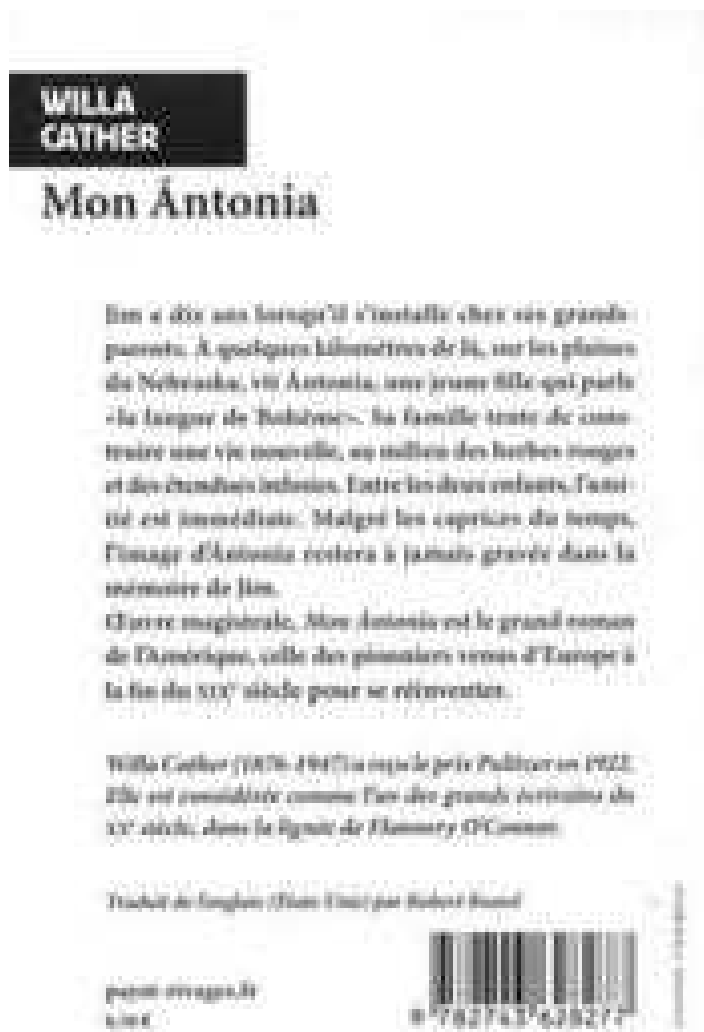 WILLA
CATHER
Mon Ántonia
Jim a dix ans lorsqu'il s'installe chez ses grands-
parents. À quelques kilomètres de là, sur les plaines
du Nebraska, vit Ántonia, une jeune fille qui parle
«la langue de Bohême». Sa famille tente de cons-
truire une vie nouvelle, au milieu des herbes rouges
et des étendues infinies. Entre les deux enfants, l'ami-
tié est immédiate. Malgré les caprices du temps,
l'image d'Ántonia restera à jamais gravée dans la
mémoire de Jim.
Œuvre magistrale, Mon Ántonia est le grand roman
de l'Amérique, celle des pionniers venus d'Europe à
la fin du XIXe siècle pour se réinventer.
Willa Cather (1876-1947) a reçu le prix Pulitzer en 1922.
Elle est considérée comme l'un des grands écrivains du
XXe siècle, dans la lignée de Flannery O'Connor.
Traduit de l'anglais (États-Unis) par Robert
payot-rivages.fr
9 782743 628277